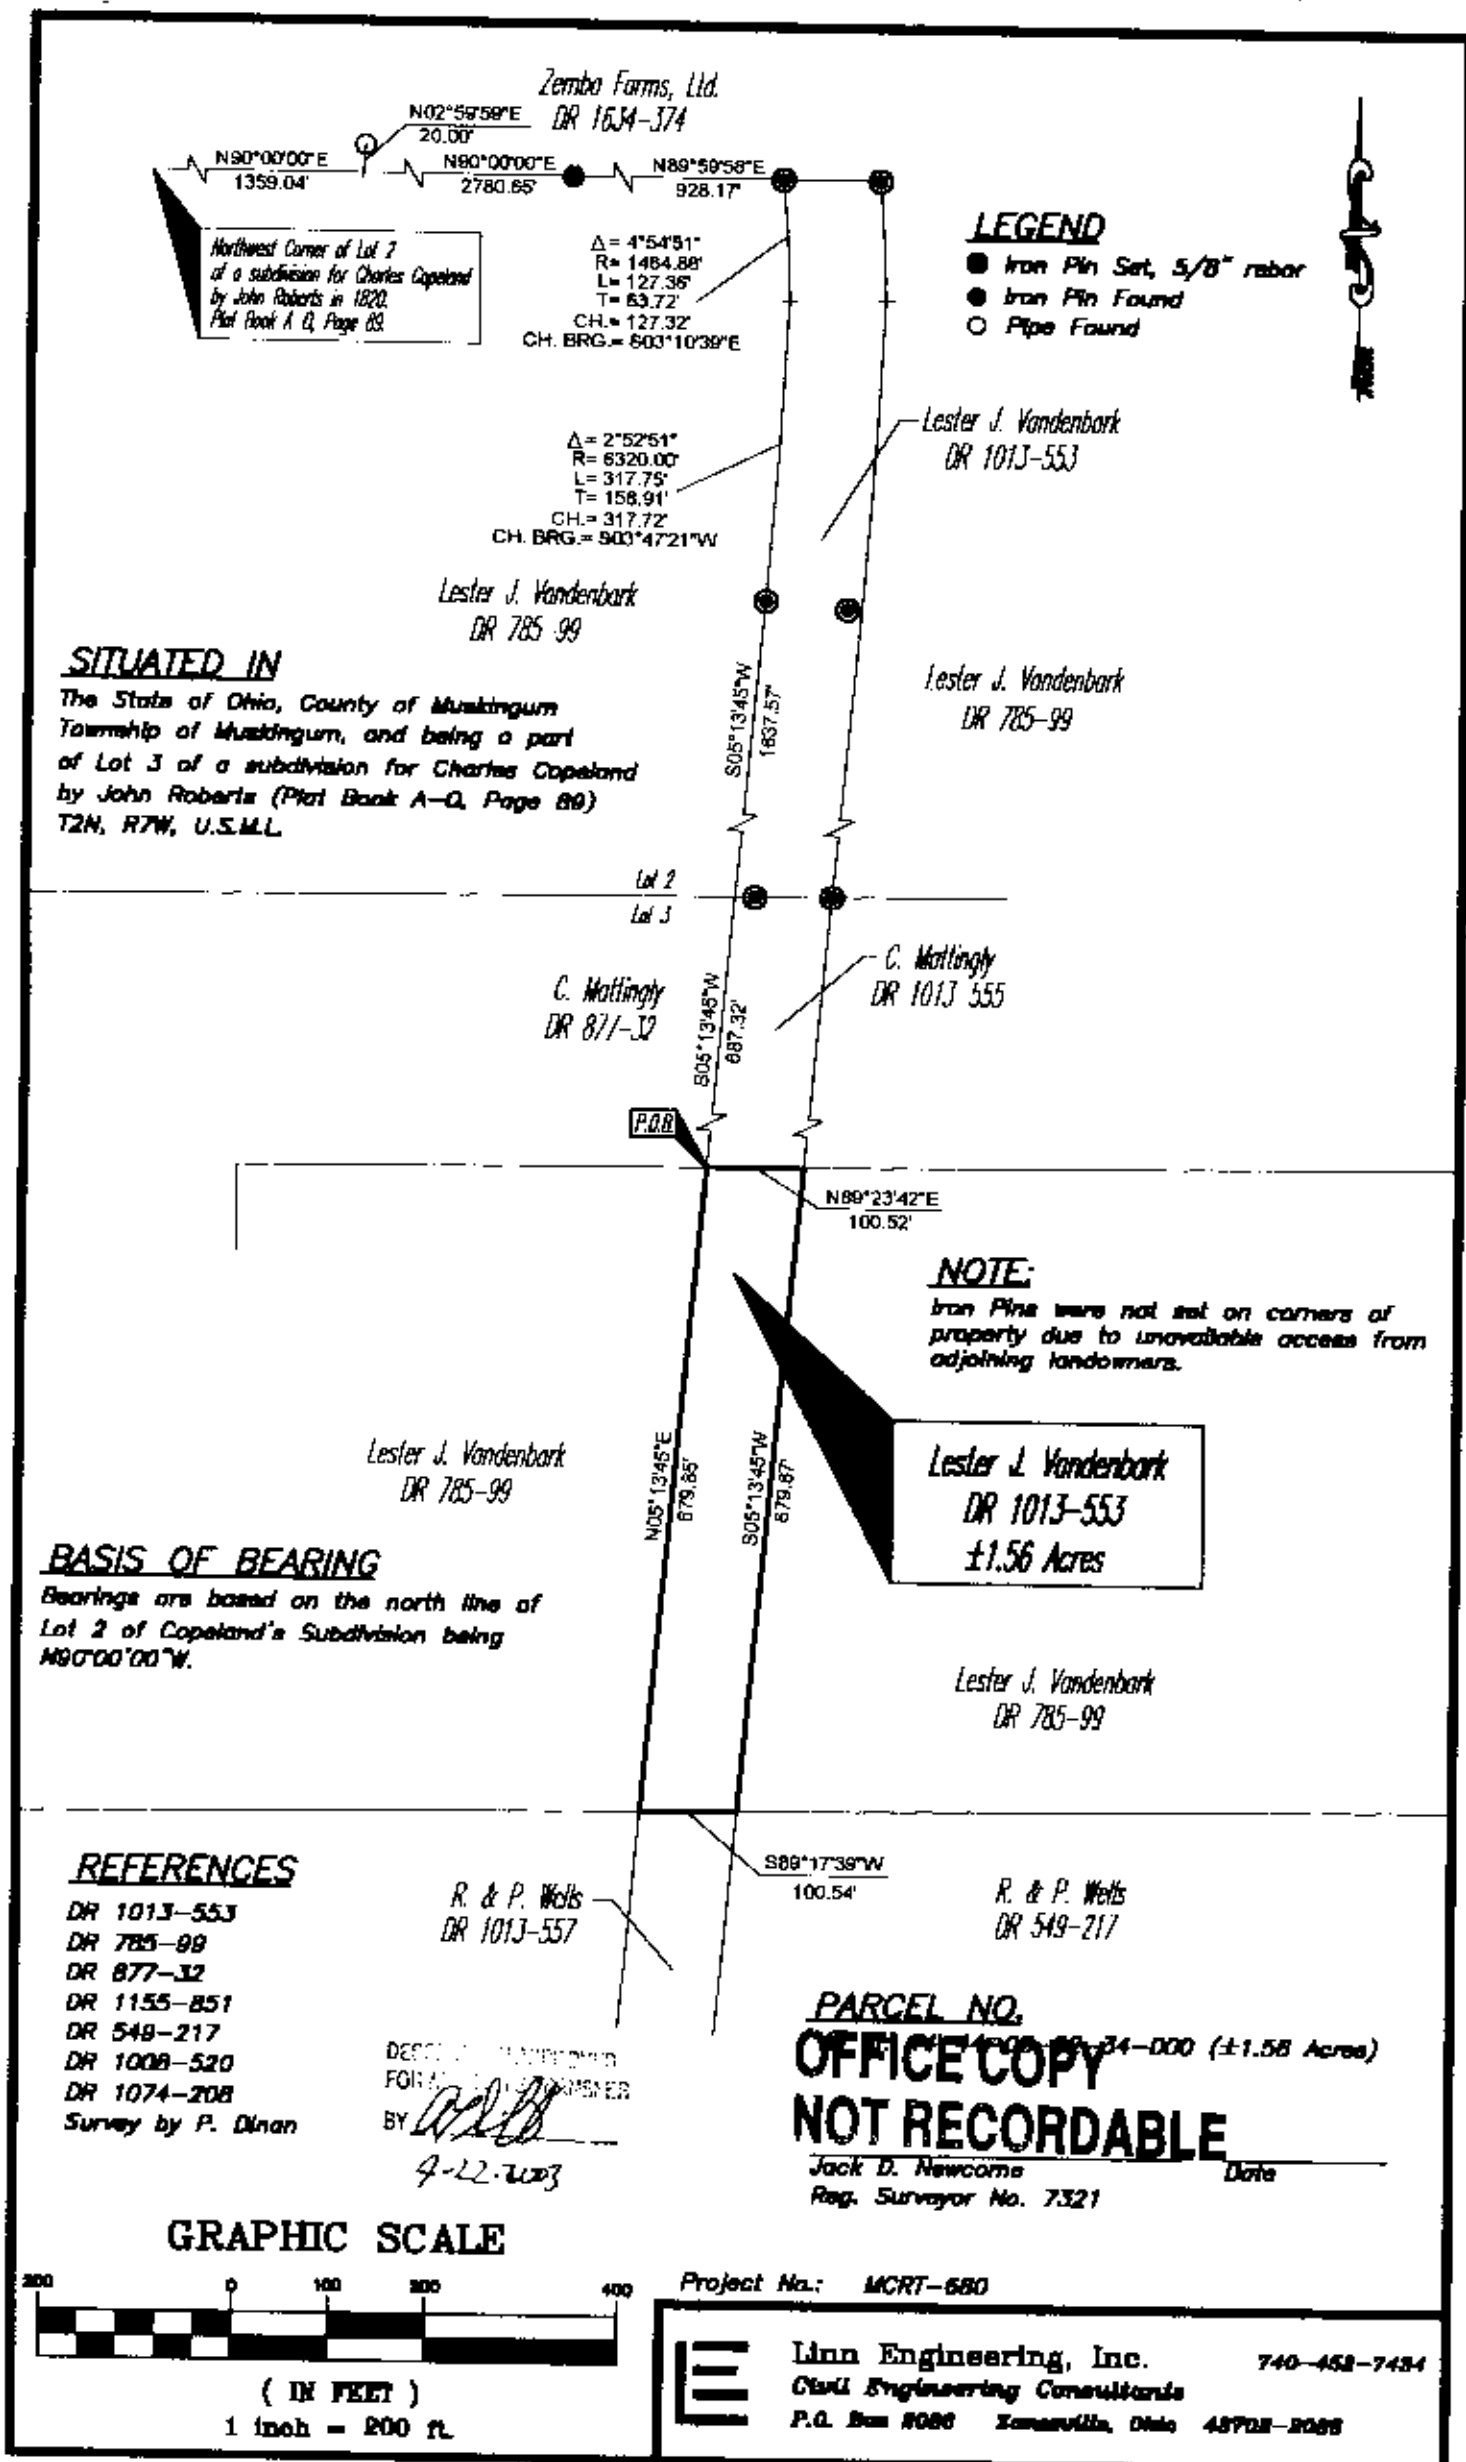 Zemba Farms, Ltd.
DR 1634-374
N02°59'59"E
20.00'
N90°00'00"E
1359.04'
N90°00'00"E
2780.65'
N89°59'58"E
928.17'
Northwest Corner of Lot 2
of a subdivision for Charles Copeland
by John Roberts in 1820.
Plat Book A-Q, Page 89.
Δ= 4°54'51"
R= 1484.88'
L= 127.36'
T= 63.72'
CH.= 127.32'
CH. BRG.= S03°10'39"E
LEGEND
Iron Pin Set, 5/8" rebar
Iron Pin Found
Pipe Found
Lester J. Vandenbark
DR 1013-553
Δ= 2°52'51"
R= 6320.00'
L= 317.75'
T= 158.91'
CH.= 317.72'
CH. BRG.= S03°47'21"W
Lester J. Vandenbark
DR 785-99
SITUATED IN
The State of Ohio, County of Muskingum
Township of Muskingum, and being a part
of Lot 3 of a subdivision for Charles Copeland
by John Roberts (Plat Book A-Q, Page 89)
T2N, R7W, U.S.M.L.
S05°13'45"W
1637.57'
Lester J. Vandenbark
DR 785-99
Lot 2
Lot 3
C. Mattingly
DR 877-32
S05°13'45"W
687.32'
C. Mattingly
DR 1013-555
P.O.B.
N89°23'42"E
100.52'
NOTE:
Iron Pins were not set on corners of
property due to unavailable access from
adjoining landowners.
Lester J. Vandenbark
DR 785-99
N05°13'45"E
679.85'
S05°13'45"W
679.67'
Lester J. Vandenbark
DR 1013-553
±1.56 Acres
BASIS OF BEARING
Bearings are based on the north line of
Lot 2 of Copeland's Subdivision being
N90°00'00"W.
Lester J. Vandenbark
DR 785-99
S89°17'39"W
100.54'
REFERENCES
DR 1013-553
DR 785-99
DR 877-32
DR 1155-851
DR 549-217
DR 1008-520
DR 1074-208
Survey by P. Dinan
R. & P. Wells
DR 1013-557
R. & P. Wells
DR 549-217
PARCEL NO.
34-000 (±1.56 Acres)
OFFICE COPY
NOT RECORDABLE
Jack D. Newcome Date
Reg. Surveyor No. 7321
FOR
BY
4-22-2003
GRAPHIC SCALE
200 0 100 200 400
( IN FEET )
1 inch = 200 ft.
Project No.: MCRT-680
Linn Engineering, Inc. 740-452-7434
Civil Engineering Consultants
P.O. Box 2086 Zanesville, Ohio 43702-2086